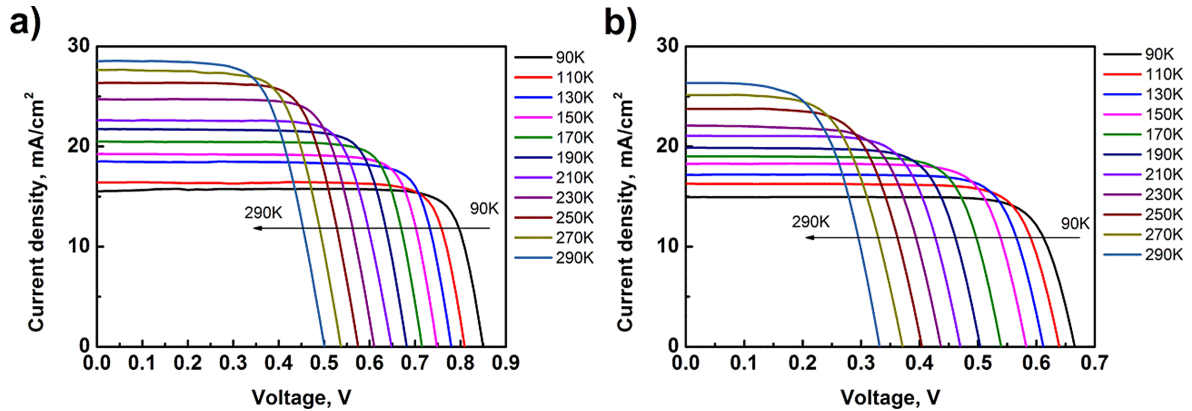 a)
30
20
10
0
Current density, mA/cm²
0.0 0.1 0.2 0.3 0.4 0.5 0.6 0.7 0.8 0.9
Voltage, V
290K
90K
90K
110K
130K
150K
170K
190K
210K
230K
250K
270K
290K
b)
30
20
10
0
Current density, mA/cm²
0.0 0.1 0.2 0.3 0.4 0.5 0.6 0.7
Voltage, V
290K
90K
90K
110K
130K
150K
170K
190K
210K
230K
250K
270K
290K